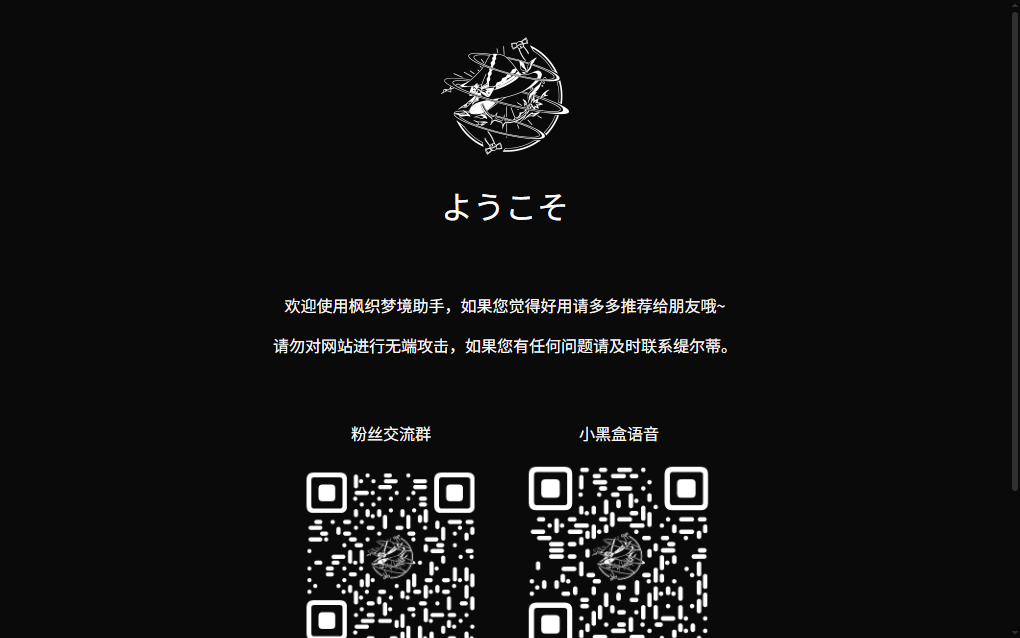 ようこそ
欢迎使用枫织梦境助手，如果您觉得好用请多多推荐给朋友哦~
请勿对网站进行无端攻击，如果您有任何问题请及时联系缇尔蒂。
粉丝交流群
小黑盒语音